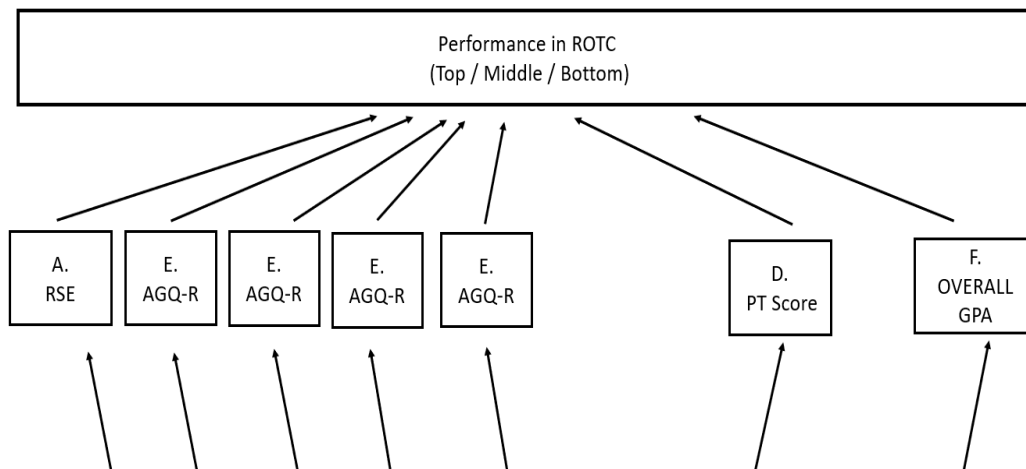 Performance in ROTC
(Top / Middle / Bottom)
A.
RSE
E.
AGQ-R
E.
AGQ-R
E.
AGQ-R
E.
AGQ-R
D.
PT Score
F.
OVERALL
GPA